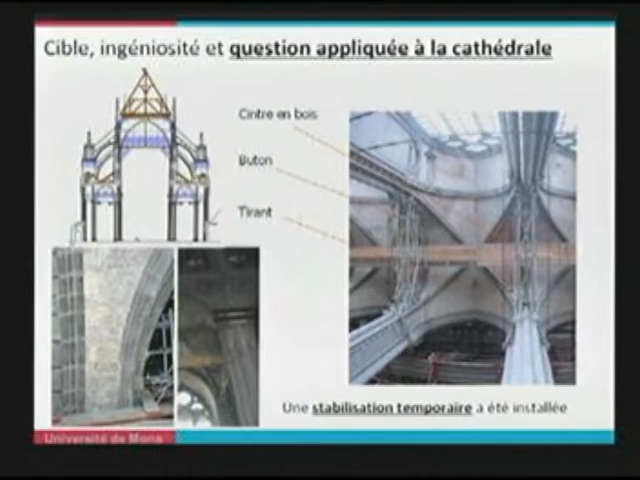 Cible, ingéniosité et question appliquée à la cathédrale
Cintre en bois
Buton
Tirant
Une stabilisation temporaire a été installée
Université de Mons